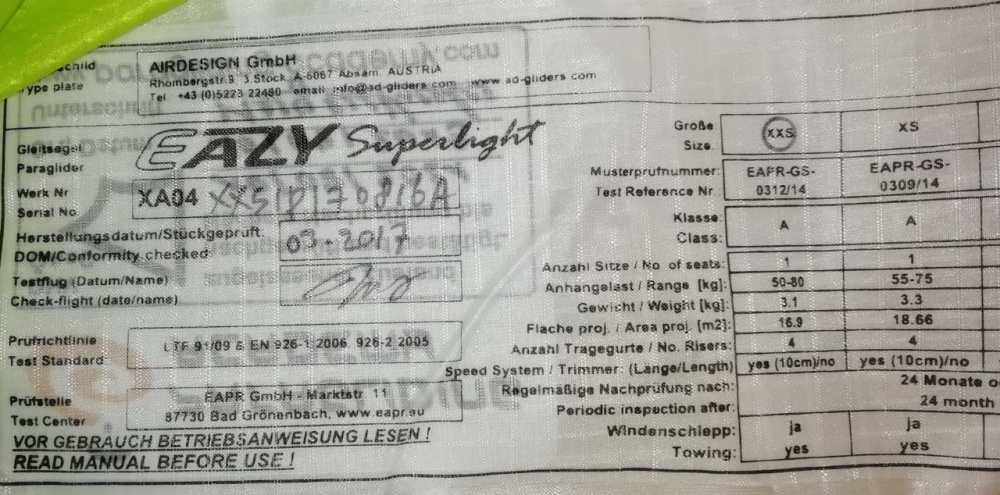 AIRDESIGN GmbH
Type plate
Rhombergstr.9 3.Stock A-6067 Absam AUSTRIA
Tel. +43 (0)5223 22480 email info@ad-gliders.com www.ad-gliders.com
Gleitsegel
Paraglider
EAZY Superlight
Werk Nr
Serial No
XA04
Herstellungsdatum/Stückgeprüft:
DOM/Conformity checked
03-2017
Testflug (Datum/Name)
Check-flight (date/name)
Prüfrichtlinie
Test Standard
LTF 91/09 & EN 926-1 2006, 926-2 2005
Prüfstelle
Test Center
EAPR GmbH - Marktstr. 11
87730 Bad Grönenbach, www.eapr.eu
VOR GEBRAUCH BETRIEBSANWEISUNG LESEN !
READ MANUAL BEFORE USE !
Größe XXS XS
Size.
Musterprüfnummer: EAPR-GS- EAPR-GS-
Test Reference Nr 0312/14 0309/14
Klasse A A
Class:
Anzahl Sitze / No of seats: 1 1
Anhängelast / Range [kg]: 50-80 55-75
Gewicht / Weight [kg]: 3.1 3.3
Fläche proj. / Area proj. [m2]: 16.9 18.66
Anzahl Tragegurte / No. Risers: 4 4
Speed System / Trimmer: (Länge/Length) yes (10cm)/no yes (10cm)/no
Regelmäßige Nachprüfung nach: 24 Monate
Periodic inspection after: 24 month
Windenschlepp: ja ja
Towing: yes yes